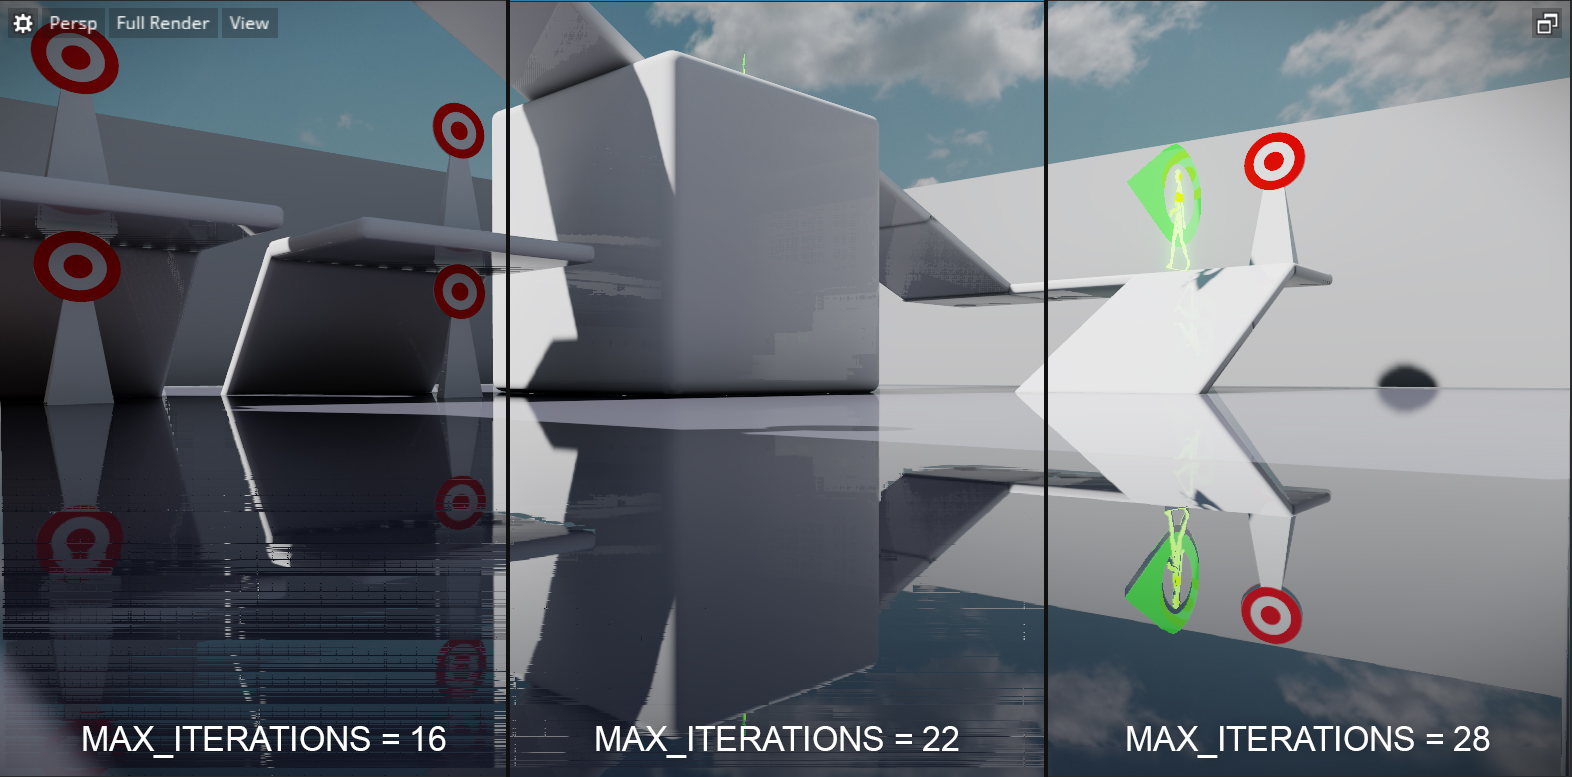 Persp Full Render View
MAX_ITERATIONS = 16
MAX_ITERATIONS = 22
MAX_ITERATIONS = 28